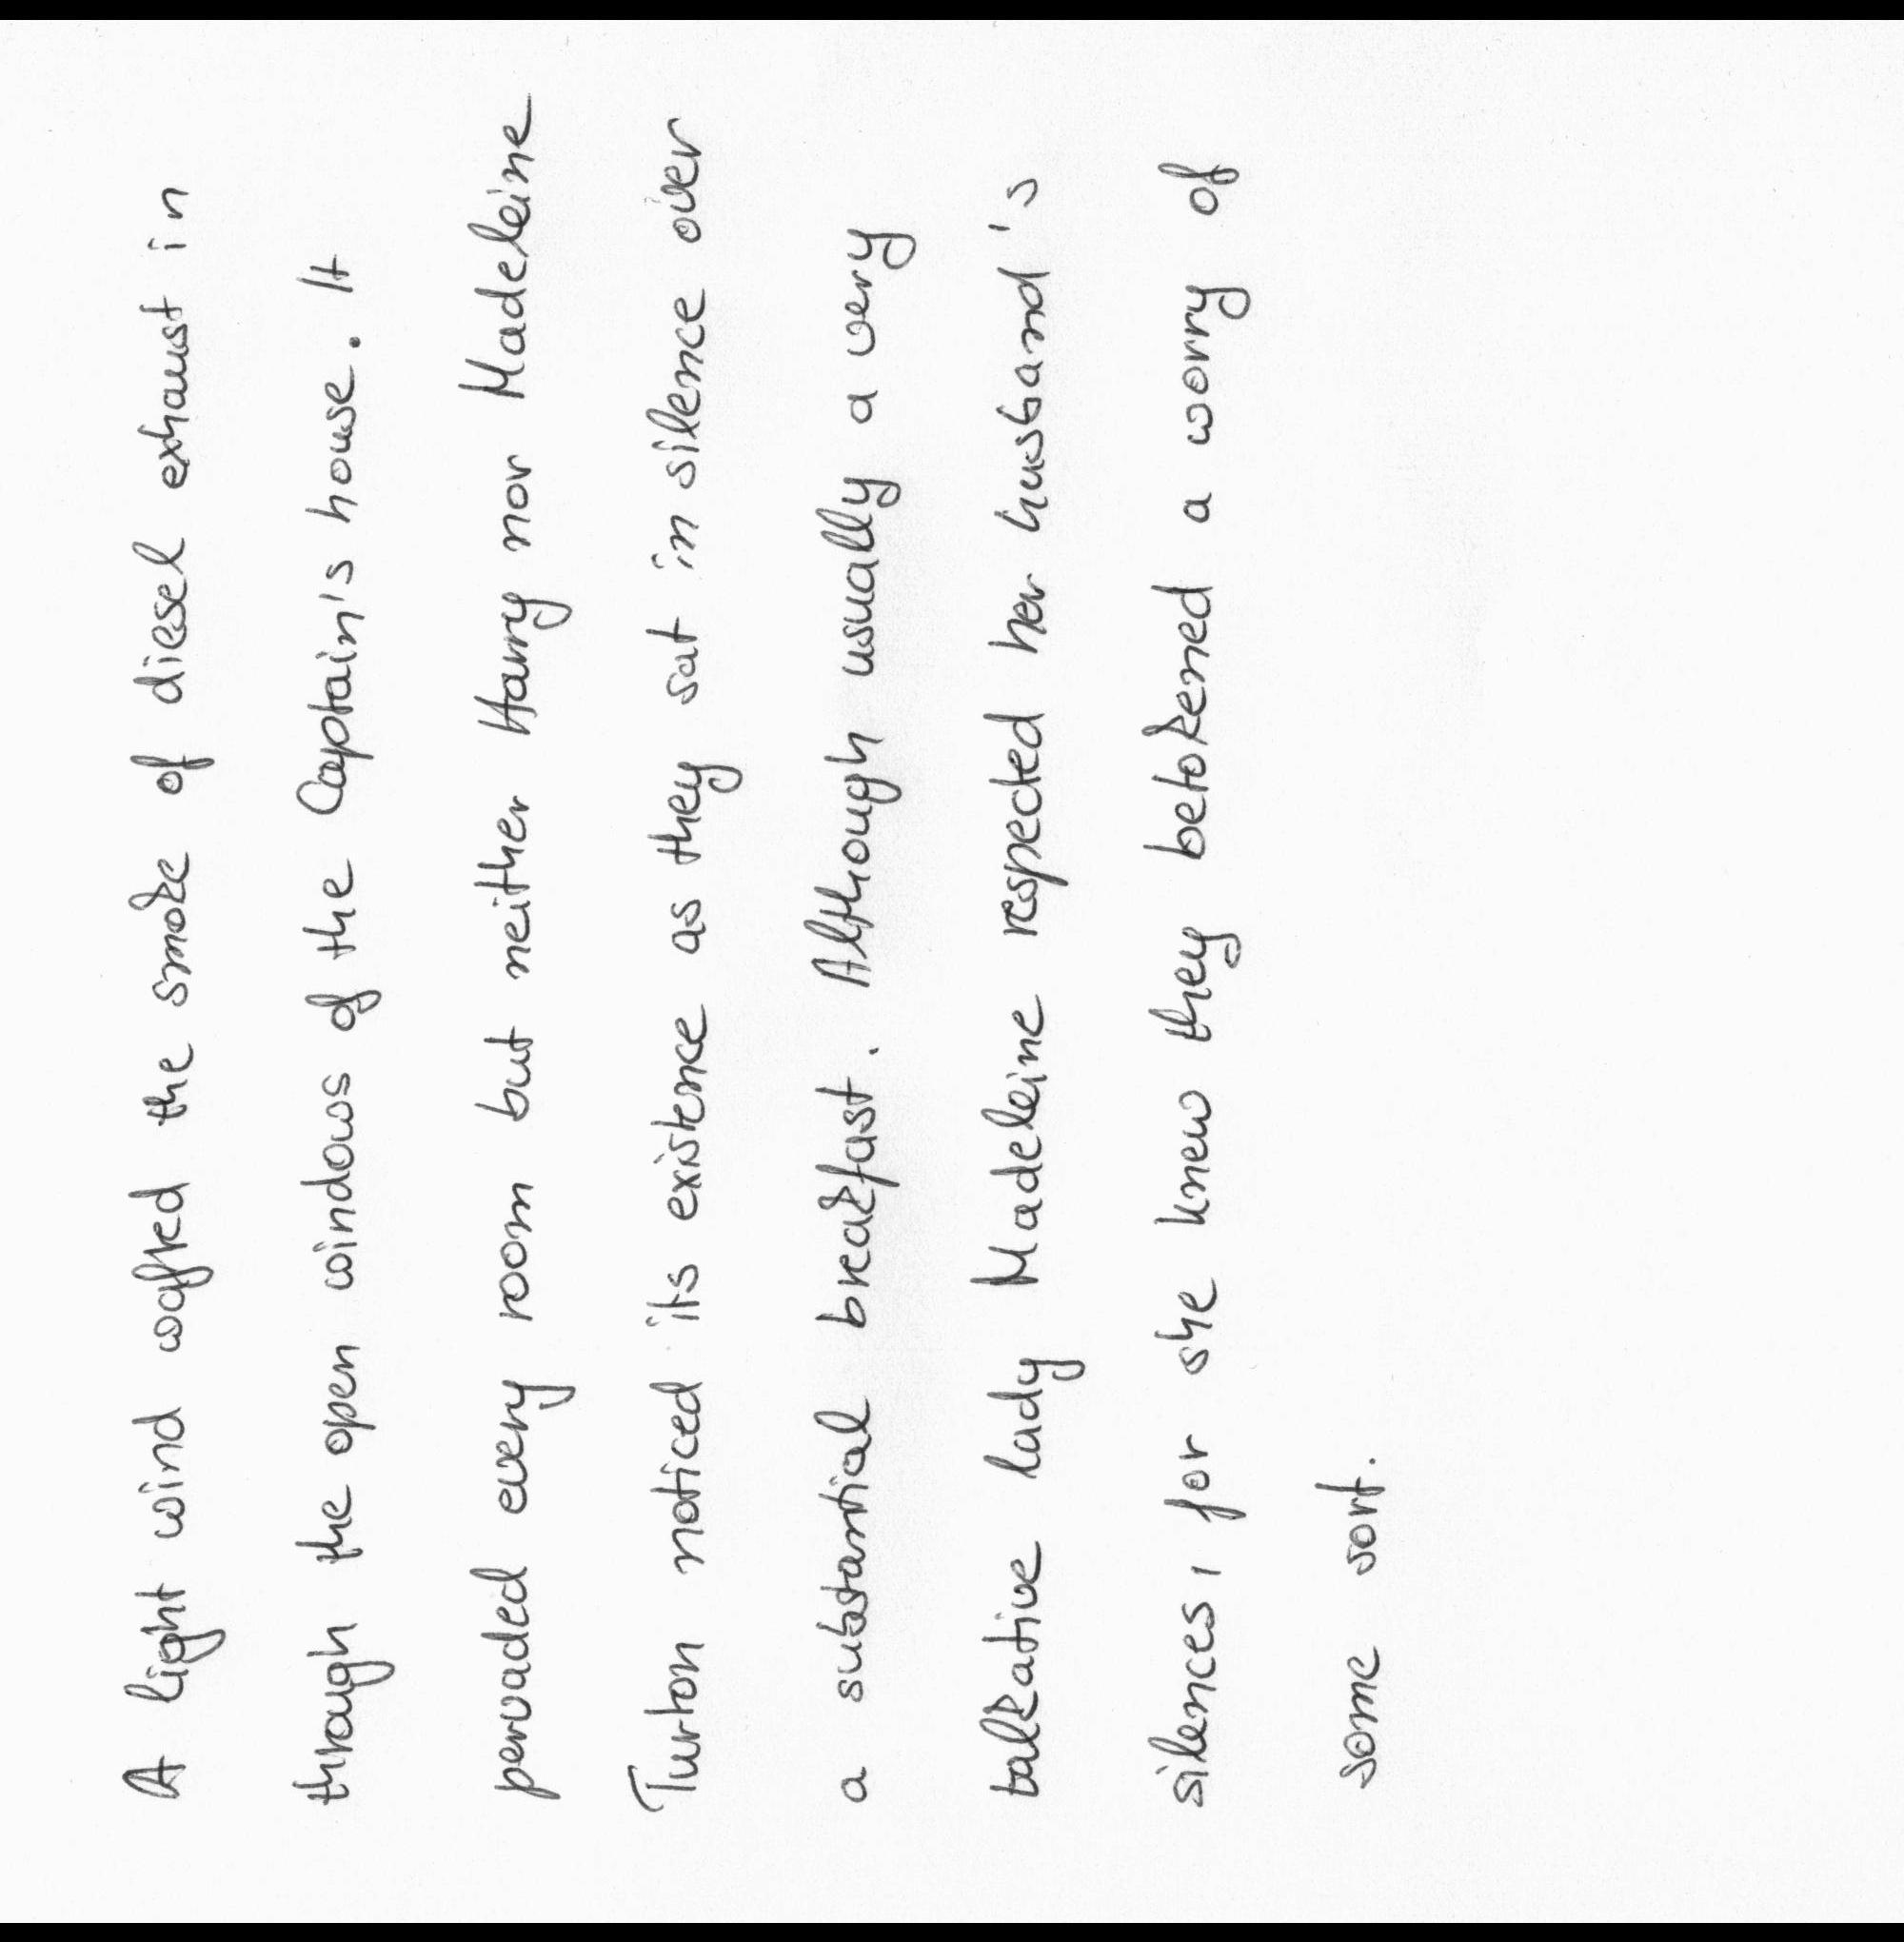 A light wind wafted the smoke of diesel exhaust in
through the open windows of the Captain's house. It
pervaded every room but neither Harry nor Madeleine
Turton noticed its existence as they sat in silence over
a substantial breakfast. Although usually a very
talkative lady Madeleine respected her husband's
silences, for she knew they betokened a worry of
some sort.